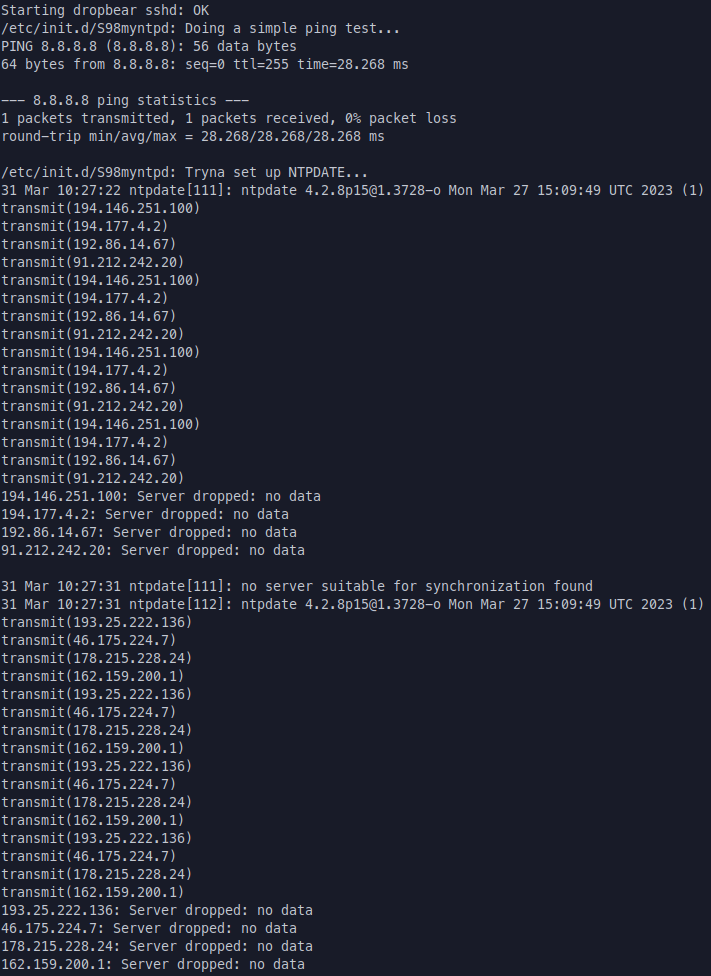 Starting dropbear sshd: OK
/etc/init.d/S98myntpd: Doing a simple ping test...
PING 8.8.8.8 (8.8.8.8): 56 data bytes
64 bytes from 8.8.8.8: seq=0 ttl=255 time=28.268 ms

--- 8.8.8.8 ping statistics ---
1 packets transmitted, 1 packets received, 0% packet loss
round-trip min/avg/max = 28.268/28.268/28.268 ms

/etc/init.d/S98myntpd: Tryna set up NTPDATE...
31 Mar 10:27:22 ntpdate[111]: ntpdate 4.2.8p15@1.3728-o Mon Mar 27 15:09:49 UTC 2023 (1)
transmit(194.146.251.100)
transmit(194.177.4.2)
transmit(192.86.14.67)
transmit(91.212.242.20)
transmit(194.146.251.100)
transmit(194.177.4.2)
transmit(192.86.14.67)
transmit(91.212.242.20)
transmit(194.146.251.100)
transmit(194.177.4.2)
transmit(192.86.14.67)
transmit(91.212.242.20)
transmit(194.146.251.100)
transmit(194.177.4.2)
transmit(192.86.14.67)
transmit(91.212.242.20)
194.146.251.100: Server dropped: no data
194.177.4.2: Server dropped: no data
192.86.14.67: Server dropped: no data
91.212.242.20: Server dropped: no data

31 Mar 10:27:31 ntpdate[111]: no server suitable for synchronization found
31 Mar 10:27:31 ntpdate[112]: ntpdate 4.2.8p15@1.3728-o Mon Mar 27 15:09:49 UTC 2023 (1)
transmit(193.25.222.136)
transmit(46.175.224.7)
transmit(178.215.228.24)
transmit(162.159.200.1)
transmit(193.25.222.136)
transmit(46.175.224.7)
transmit(178.215.228.24)
transmit(162.159.200.1)
transmit(193.25.222.136)
transmit(46.175.224.7)
transmit(178.215.228.24)
transmit(162.159.200.1)
transmit(193.25.222.136)
transmit(46.175.224.7)
transmit(178.215.228.24)
transmit(162.159.200.1)
193.25.222.136: Server dropped: no data
46.175.224.7: Server dropped: no data
178.215.228.24: Server dropped: no data
162.159.200.1: Server dropped: no data